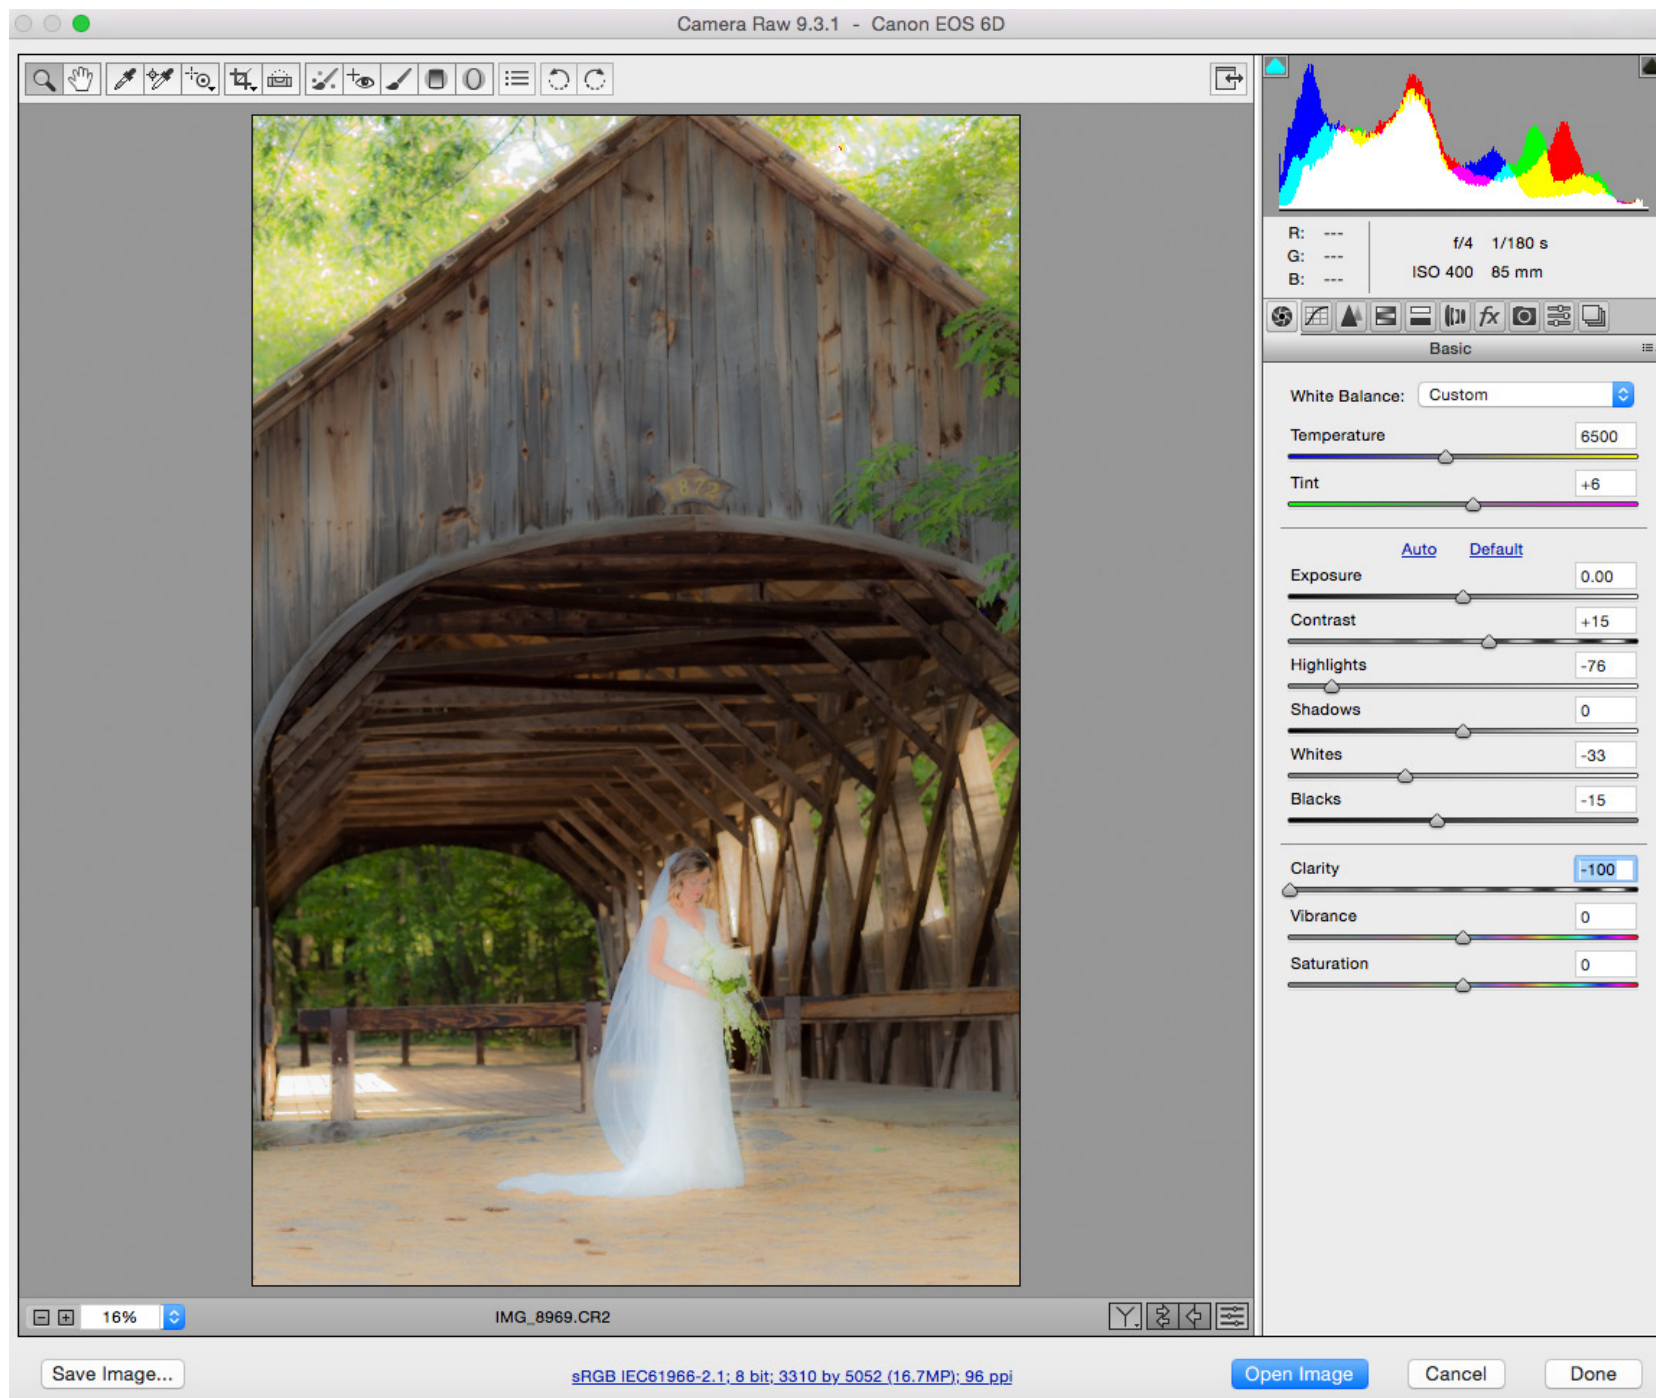 Camera Raw 9.3.1 - Canon EOS 6D
R: ---
G: ---
B: ---
f/4 1/180 s
ISO 400 85 mm
fx
Basic
White Balance: Custom
Temperature 6500
Tint +6
Auto Default
Exposure 0.00
Contrast +15
Highlights -76
Shadows 0
Whites -33
Blacks -15
Clarity -100
Vibrance 0
Saturation 0
1872
16%
IMG_8969.CR2
Y
Save Image...
sRGB IEC61966-2.1; 8 bit; 3310 by 5052 (16.7MP); 96 ppi
Open Image
Cancel
Done